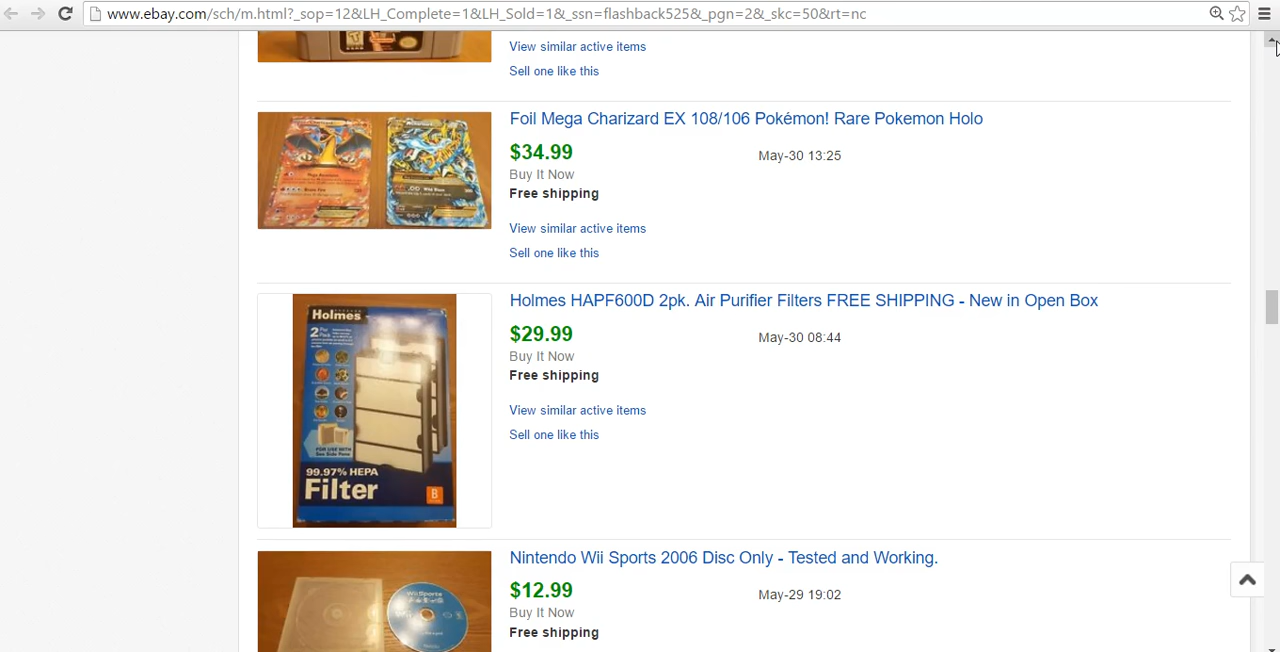 www.ebay.com/sch/m.html?_sop=12&LH_Complete=1&LH_Sold=1&_ssn=flashback525&_pgn=2&_skc=50&rt=nc
View similar active items
Sell one like this
Foil Mega Charizard EX 108/106 Pokémon! Rare Pokemon Holo
$34.99
May-30 13:25
Buy It Now
Free shipping
View similar active items
Sell one like this
Holmes HAPF600D 2pk. Air Purifier Filters FREE SHIPPING - New in Open Box
$29.99
May-30 08:44
Buy It Now
Free shipping
View similar active items
Sell one like this
Holmes
2 Per Pack
99.97% HEPA
Filter
B
Nintendo Wii Sports 2006 Disc Only - Tested and Working.
$12.99
May-29 19:02
Buy It Now
Free shipping
Wii Sports